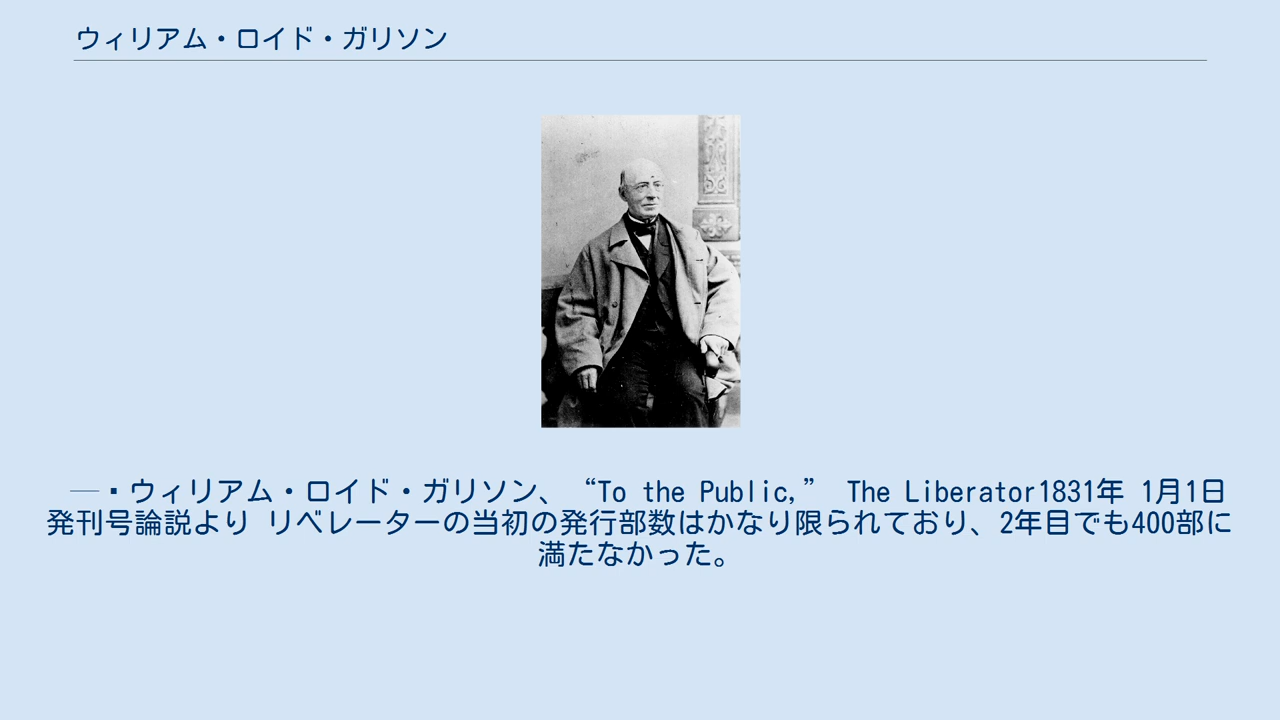 ウィリアム・ロイド・ガリソン
―▪ウィリアム・ロイド・ガリソン、“To the Public,” The Liberator1831年 1月1日
発刊号論説より リベレーターの当初の発行部数はかなり限られており、2年目でも400部に
満たなかった。